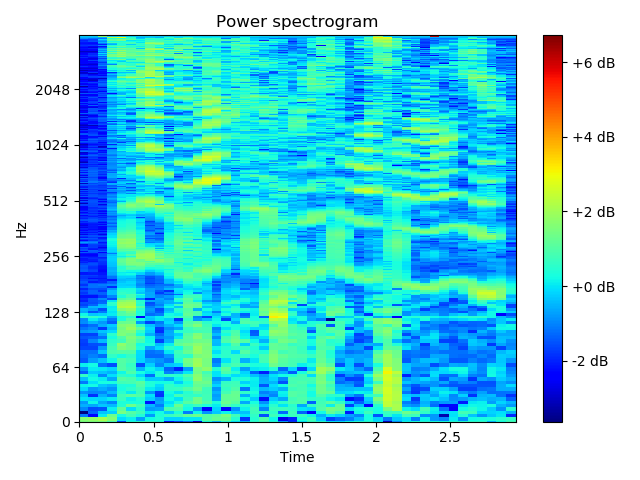 Power spectrogram
+6 dB
2048
+4 dB
1024
+2 dB
512
Hz
256
+0 dB
128
64
-2 dB
0
0 0.5 1 1.5 2 2.5
Time